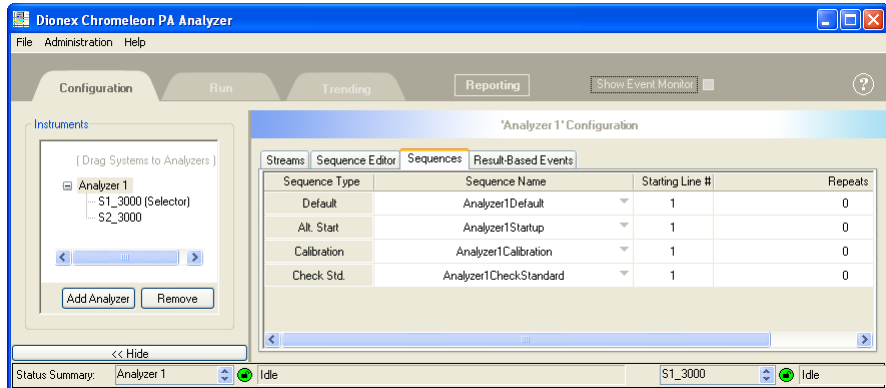 Dionex Chromeleon PA Analyzer
File Administration Help
Configuration Run Trending Reporting Show Event Monitor ?
Instruments
( Drag Systems to Analyzers )
Analyzer 1
S1_3000 (Selector)
S2_3000
Add Analyzer Remove
<< Hide
'Analyzer 1' Configuration
Streams Sequence Editor Sequences Result-Based Events
Sequence Type Sequence Name Starting Line # Repeats
Default Analyzer1Default 1 0
Alt. Start Analyzer1Startup 1 0
Calibration Analyzer1Calibration 1 0
Check Std. Analyzer1CheckStandard 1 0
Status Summary: Analyzer 1 Idle S1_3000 Idle